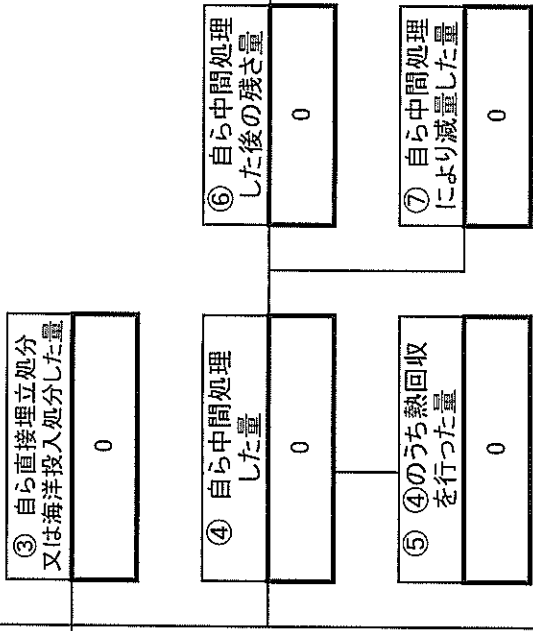 ③ 自ら直接埋立処分
又は海洋投入処分した量
0
④ 自ら中間処理
した量
0
⑤ ④のうち熱回収
を行った量
0
⑥ 自ら中間処理
した後の残さ量
0
⑦ 自ら中間処理
により減量した量
0